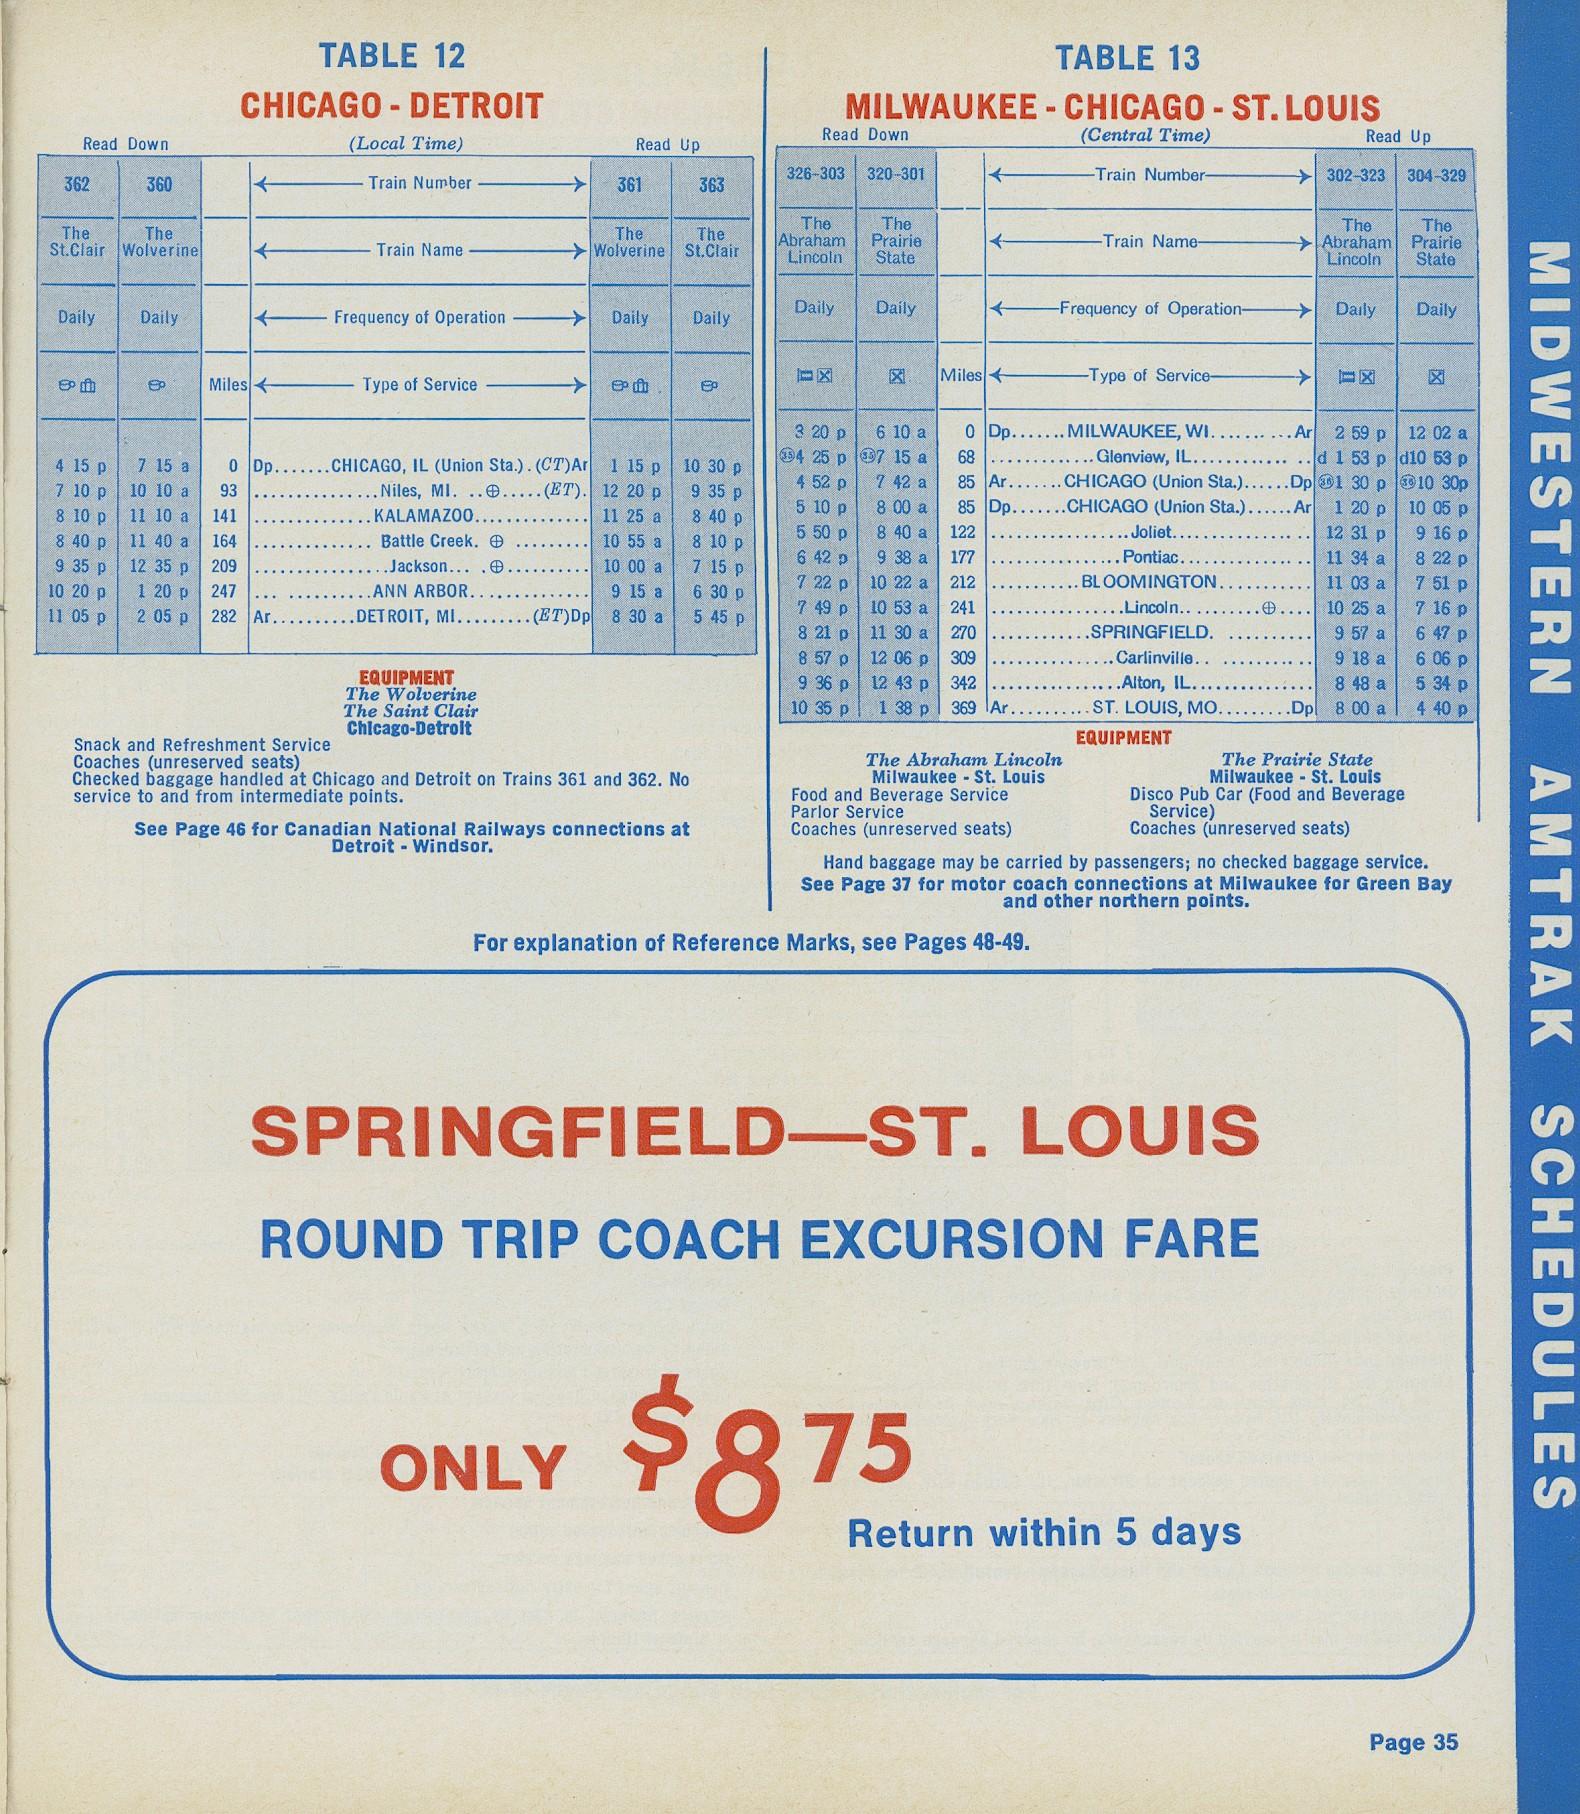 TABLE 12
CHICAGO - DETROIT
Read Down (Local Time) Read Up
362 360 Train Number 361 363
The St.Clair The Wolverine Train Name The Wolverine The St.Clair
Daily Daily Frequency of Operation Daily Daily
Miles Type of Service
4 15 p 7 15 a 0 Dp.......CHICAGO, IL (Union Sta.).(CT)Ar 1 15 p 10 30 p
7 10 p 10 10 a 93 ...............Niles, MI. ..⊕.....(ET). 12 20 p 9 35 p
8 10 p 11 10 a 141 ...............KALAMAZOO.............. 11 25 a 8 40 p
8 40 p 11 40 a 164 .............. Battle Creek. ⊕ ......... 10 55 a 8 10 p
9 35 p 12 35 p 209 ................Jackson... .⊕.......... 10 00 a 7 15 p
10 20 p 1 20 p 247 ... ..........ANN ARBOR.............. 9 15 a 6 30 p
11 05 p 2 05 p 282 Ar..........DETROIT, MI.........(ET)Dp 8 30 a 5 45 p
EQUIPMENT
The Wolverine
The Saint Clair
Chicago-Detroit
Snack and Refreshment Service
Coaches (unreserved seats)
Checked baggage handled at Chicago and Detroit on Trains 361 and 362. No
service to and from intermediate points.
See Page 46 for Canadian National Railways connections at
Detroit - Windsor.
TABLE 13
MILWAUKEE - CHICAGO - ST. LOUIS
Read Down (Central Time) Read Up
326-303 320-301 Train Number 302-323 304-329
The Abraham Lincoln The Prairie State Train Name The Abraham Lincoln The Prairie State
Daily Daily Frequency of Operation Daily Daily
Miles Type of Service
3 20 p 6 10 a 0 Dp.......MILWAUKEE, WI..........Ar 2 59 p 12 02 a
㉟4 25 p ㉟7 15 a 68 .............Glenview, IL.............. d 1 53 p d10 53 p
4 52 p 7 42 a 85 Ar.......CHICAGO (Union Sta.)......Dp ㊱1 30 p ㊱10 30p
5 10 p 8 00 a 85 Dp.......CHICAGO (Union Sta.)......Ar 1 20 p 10 05 p
5 50 p 8 40 a 122 .................Joliet................. 12 31 p 9 16 p
6 42 p 9 38 a 177 ................Pontiac................ 11 34 a 8 22 p
7 22 p 10 22 a 212 ...........BLOOMINGTON........... 11 03 a 7 51 p
7 49 p 10 53 a 241 ................Lincoln..........⊕.... 10 25 a 7 16 p
8 21 p 11 30 a 270 ............SPRINGFIELD. .......... 9 57 a 6 47 p
8 57 p 12 06 p 309 ...............Carlinville.. ........... 9 18 a 6 06 p
9 36 p 12 43 p 342 ................Alton, IL............... 8 48 a 5 34 p
10 35 p 1 38 p 369 Ar.......... ST. LOUIS, MO.........Dp 8 00 a 4 40 p
EQUIPMENT
The Abraham Lincoln
Milwaukee - St. Louis
Food and Beverage Service
Parlor Service
Coaches (unreserved seats)
The Prairie State
Milwaukee - St. Louis
Disco Pub Car (Food and Beverage
Service)
Coaches (unreserved seats)
Hand baggage may be carried by passengers; no checked baggage service.
See Page 37 for motor coach connections at Milwaukee for Green Bay
and other northern points.
For explanation of Reference Marks, see Pages 48-49.
SPRINGFIELD—ST. LOUIS
ROUND TRIP COACH EXCURSION FARE
ONLY $8 75
Return within 5 days
Page 35
MIDWESTERN AMTRAK SCHEDULES